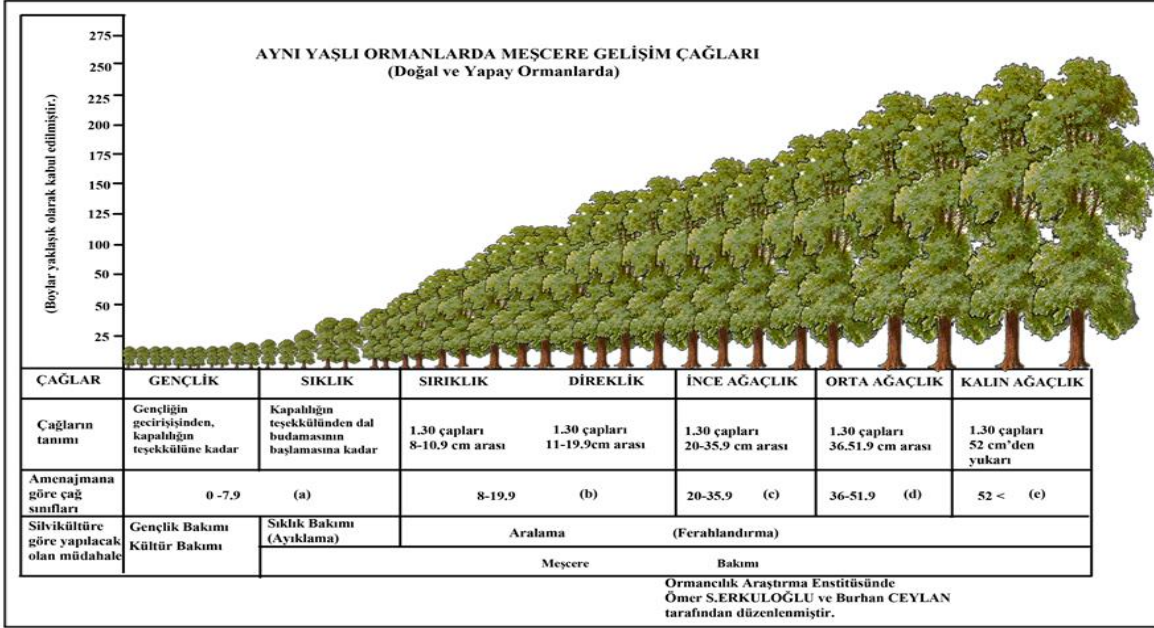 AYNI YAŞLI ORMANLARDA MEŞCERE GELİŞİM ÇAĞLARI
(Doğal ve Yapay Ormanlarda)
(Boylar yaklaşık olarak kabul edilmiştir.)
275
250
225
200
175
150
125
100
50
50
25
ÇAĞLAR GENÇLİK SIKLIK SIRIKLIK DİREKLİK İNCE AĞAÇLIK ORTA AĞAÇLIK KALIN AĞAÇLIK
Çağların
tanımı
Gençliğin
gecirişisinden,
kapalılığın
teşekkülüne kadar
Kapalılığın
teşekkülünden dal
budamasının
başlamasına kadar
1.30 çapları
8-10.9 cm arası
1.30 çapları
11-19.9cm arası
1.30 çapları
20-35.9 cm arası
1.30 çapları
36.51.9 cm arası
1.30 çapları
52 cm'den
yukarı
Amenajmana
göre çağ
sınıfları
0 -7.9 (a)
8-19.9 (b)
20-35.9 (c)
36-51.9 (d)
52 < (e)
Silvikültüre
göre yapılacak
olan müdahale
Gençlik Bakımı
Kültür Bakımı
Sıklık Bakımı
(Ayıklama)
Aralama (Ferahlandırma)
Meşcere Bakımı
Ormancılık Araştırma Enstitüsünde
Ömer S.ERKULOĞLU ve Burhan CEYLAN
tarafından düzenlenmiştir.